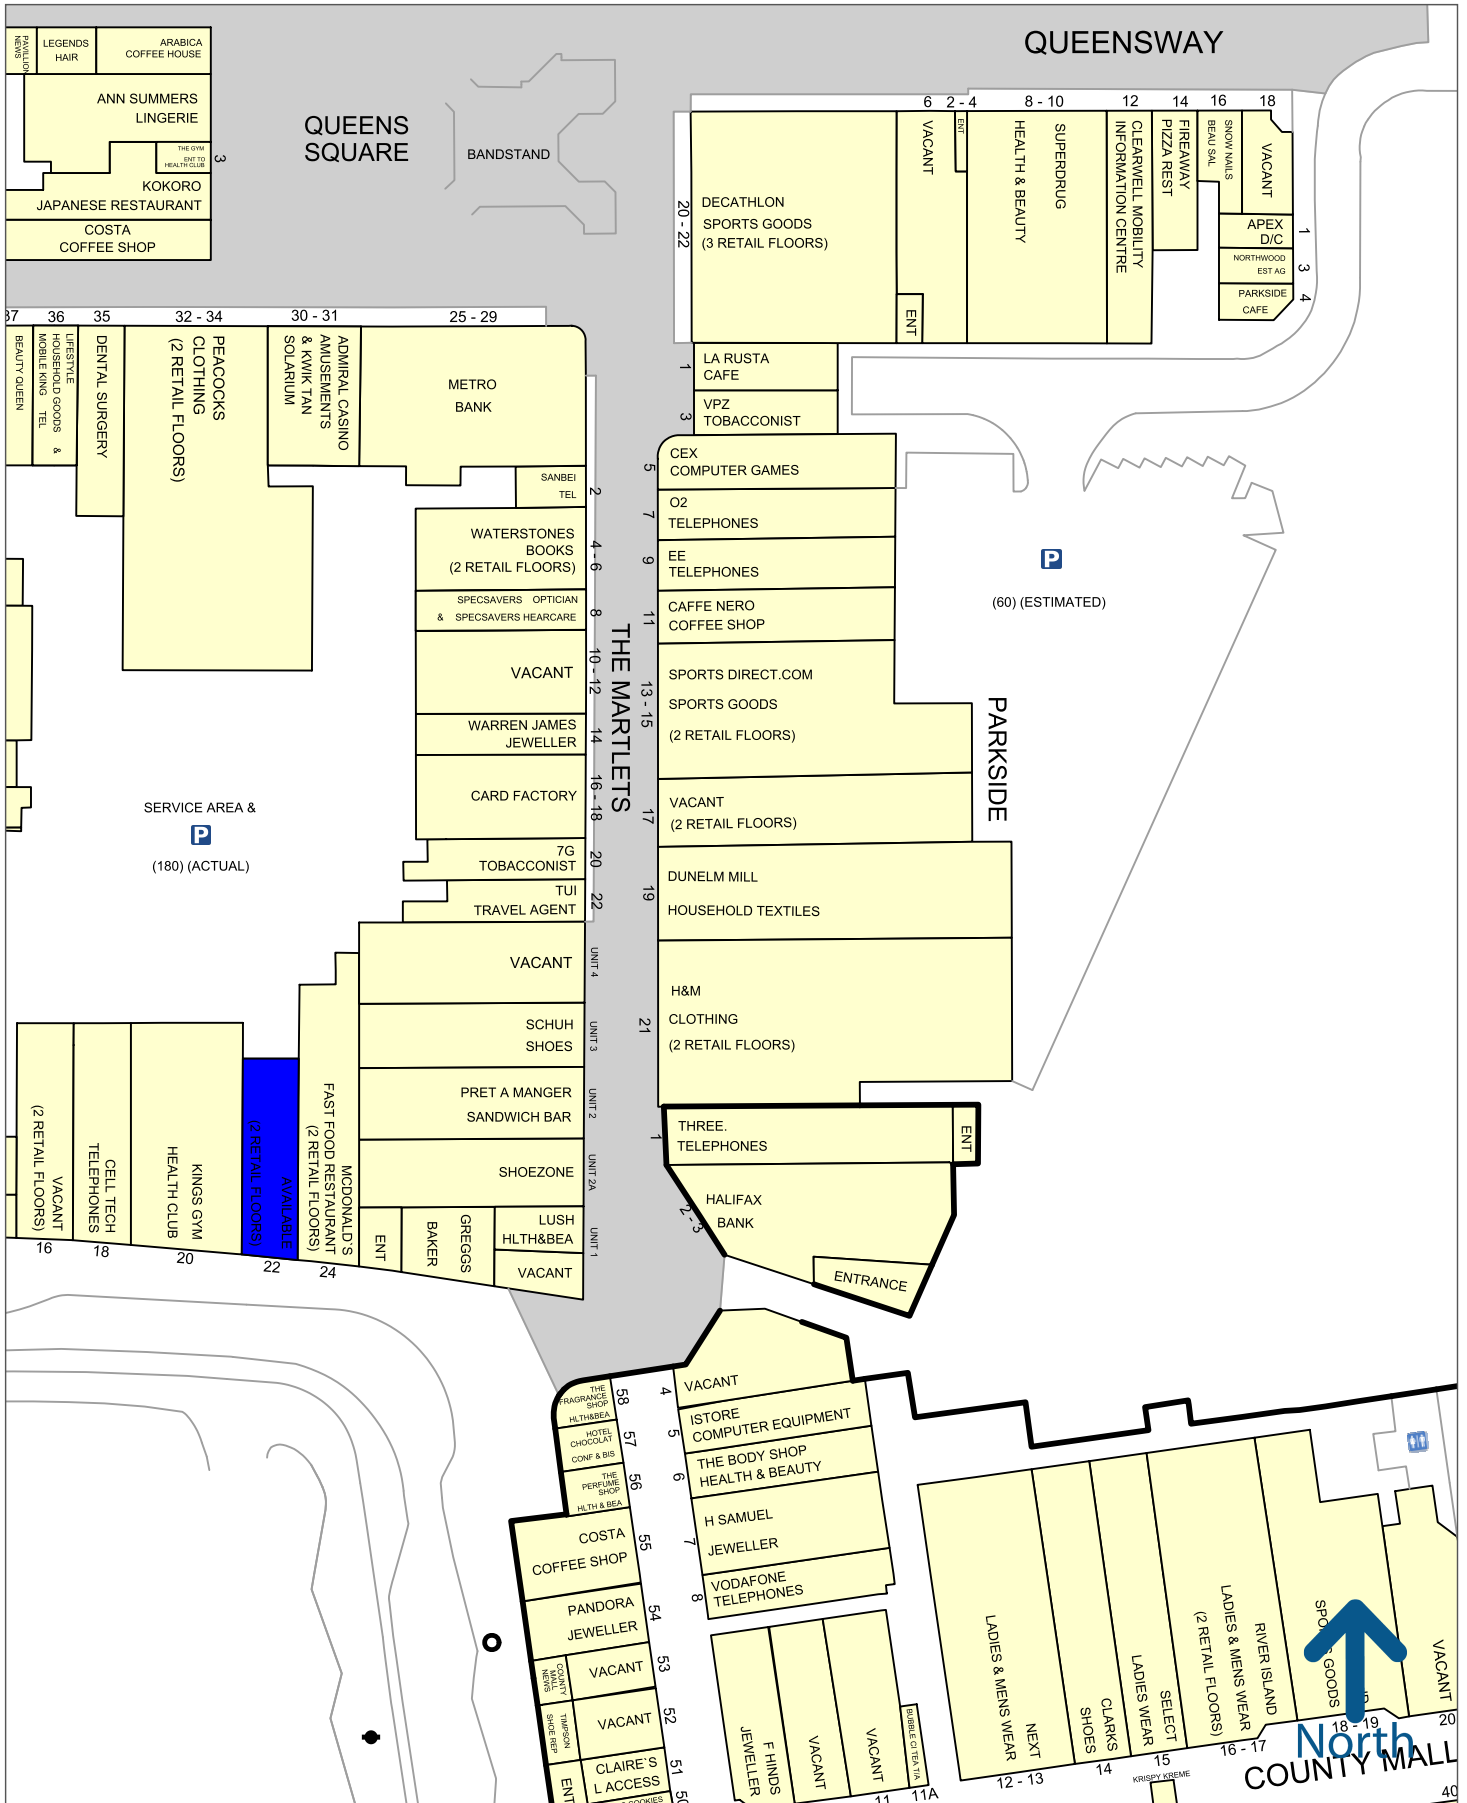 QUEENSWAY
PAVILLION
NEWS
LEGENDS
HAIR
ARABICA
COFFEE HOUSE
ANN SUMMERS
LINGERIE
THE GYM
ENT TO
HEALTH CLUB
3
KOKORO
JAPANESE RESTAURANT
COSTA
COFFEE SHOP
QUEENS
SQUARE
BANDSTAND
20 - 22
DECATHLON
SPORTS GOODS
(3 RETAIL FLOORS)
6
VACANT
ENT
2 - 4
ENT
8 - 10
SUPERDRUG
HEALTH & BEAUTY
12
CLEARWELL MOBILITY
INFORMATION CENTRE
14
FIREAWAY
PIZZA REST
16
SNOW NAILS
BEAU SAL
18
VACANT
APEX
D/C
1
NORTHWOOD
EST AG
3
PARKSIDE
CAFE
4
37
BEAUTY QUEEN
36
LIFESTYLE
HOUSEHOLD GOODS &
MOBILE KING TEL
35
DENTAL SURGERY
32 - 34
PEACOCKS
CLOTHING
(2 RETAIL FLOORS)
30 - 31
ADMIRAL CASINO
AMUSEMENTS
& KWIK TAN
SOLARIUM
25 - 29
METRO
BANK
SANBEI
TEL
2
WATERSTONES
BOOKS
(2 RETAIL FLOORS)
4 - 6
SPECSAVERS OPTICIAN
& SPECSAVERS HEARCARE
8
VACANT
10 - 12
WARREN JAMES
JEWELLER
14
CARD FACTORY
16 - 18
7G
TOBACCONIST
20
TUI
TRAVEL AGENT
22
VACANT
UNIT 4
SCHUH
SHOES
UNIT 3
PRET A MANGER
SANDWICH BAR
UNIT 2
SHOEZONE
UNIT 2A
LUSH
HLTH&BEA
UNIT 1
VACANT
GREGGS
BAKER
ENT
THE MARTLETS
1
LA RUSTA
CAFE
3
VPZ
TOBACCONIST
5
CEX
COMPUTER GAMES
7
O2
TELEPHONES
9
EE
TELEPHONES
11
CAFFE NERO
COFFEE SHOP
13 - 15
SPORTS DIRECT.COM
SPORTS GOODS
(2 RETAIL FLOORS)
17
VACANT
(2 RETAIL FLOORS)
19
DUNELM MILL
HOUSEHOLD TEXTILES
21
H&M
CLOTHING
(2 RETAIL FLOORS)
PARKSIDE
P
(60) (ESTIMATED)
SERVICE AREA &
P
(180) (ACTUAL)
VACANT
(2 RETAIL FLOORS)
16
CELL TECH
TELEPHONES
18
KINGS GYM
HEALTH CLUB
20
AVAILABLE
(2 RETAIL FLOORS)
22
MCDONALD`S
FAST FOOD RESTAURANT
(2 RETAIL FLOORS)
24
1
THREE.
TELEPHONES
ENT
2 - 3
HALIFAX
BANK
ENTRANCE
4
VACANT
5
ISTORE
COMPUTER EQUIPMENT
6
THE BODY SHOP
HEALTH & BEAUTY
7
H SAMUEL
JEWELLER
8
VODAFONE
TELEPHONES
THE
FRAGRANCE
SHOP
HLTH&BEA
58
HOTEL
CHOCOLAT
CONF & BIS
57
THE
PERFUME
SHOP
HLTH & BEA
56
COSTA
COFFEE SHOP
55
PANDORA
JEWELLER
54
COUNTY
MALL
NEWS
VACANT
53
TIMPSON
SHOE REP
VACANT
52
CLAIRE`S
L ACCESS
51
ENT
COOKIES
50
F HINDS
JEWELLER
VACANT
VACANT
11
BUBBLE CI TEA T/A
11A
NEXT
LADIES & MENS WEAR
12 - 13
CLARKS
SHOES
14
SELECT
LADIES WEAR
15
RIVER ISLAND
LADIES & MENS WEAR
(2 RETAIL FLOORS)
16 - 17
GOODS
18 - 19
VACANT
20
KRISPY KREME
COUNTY MALL
40
North